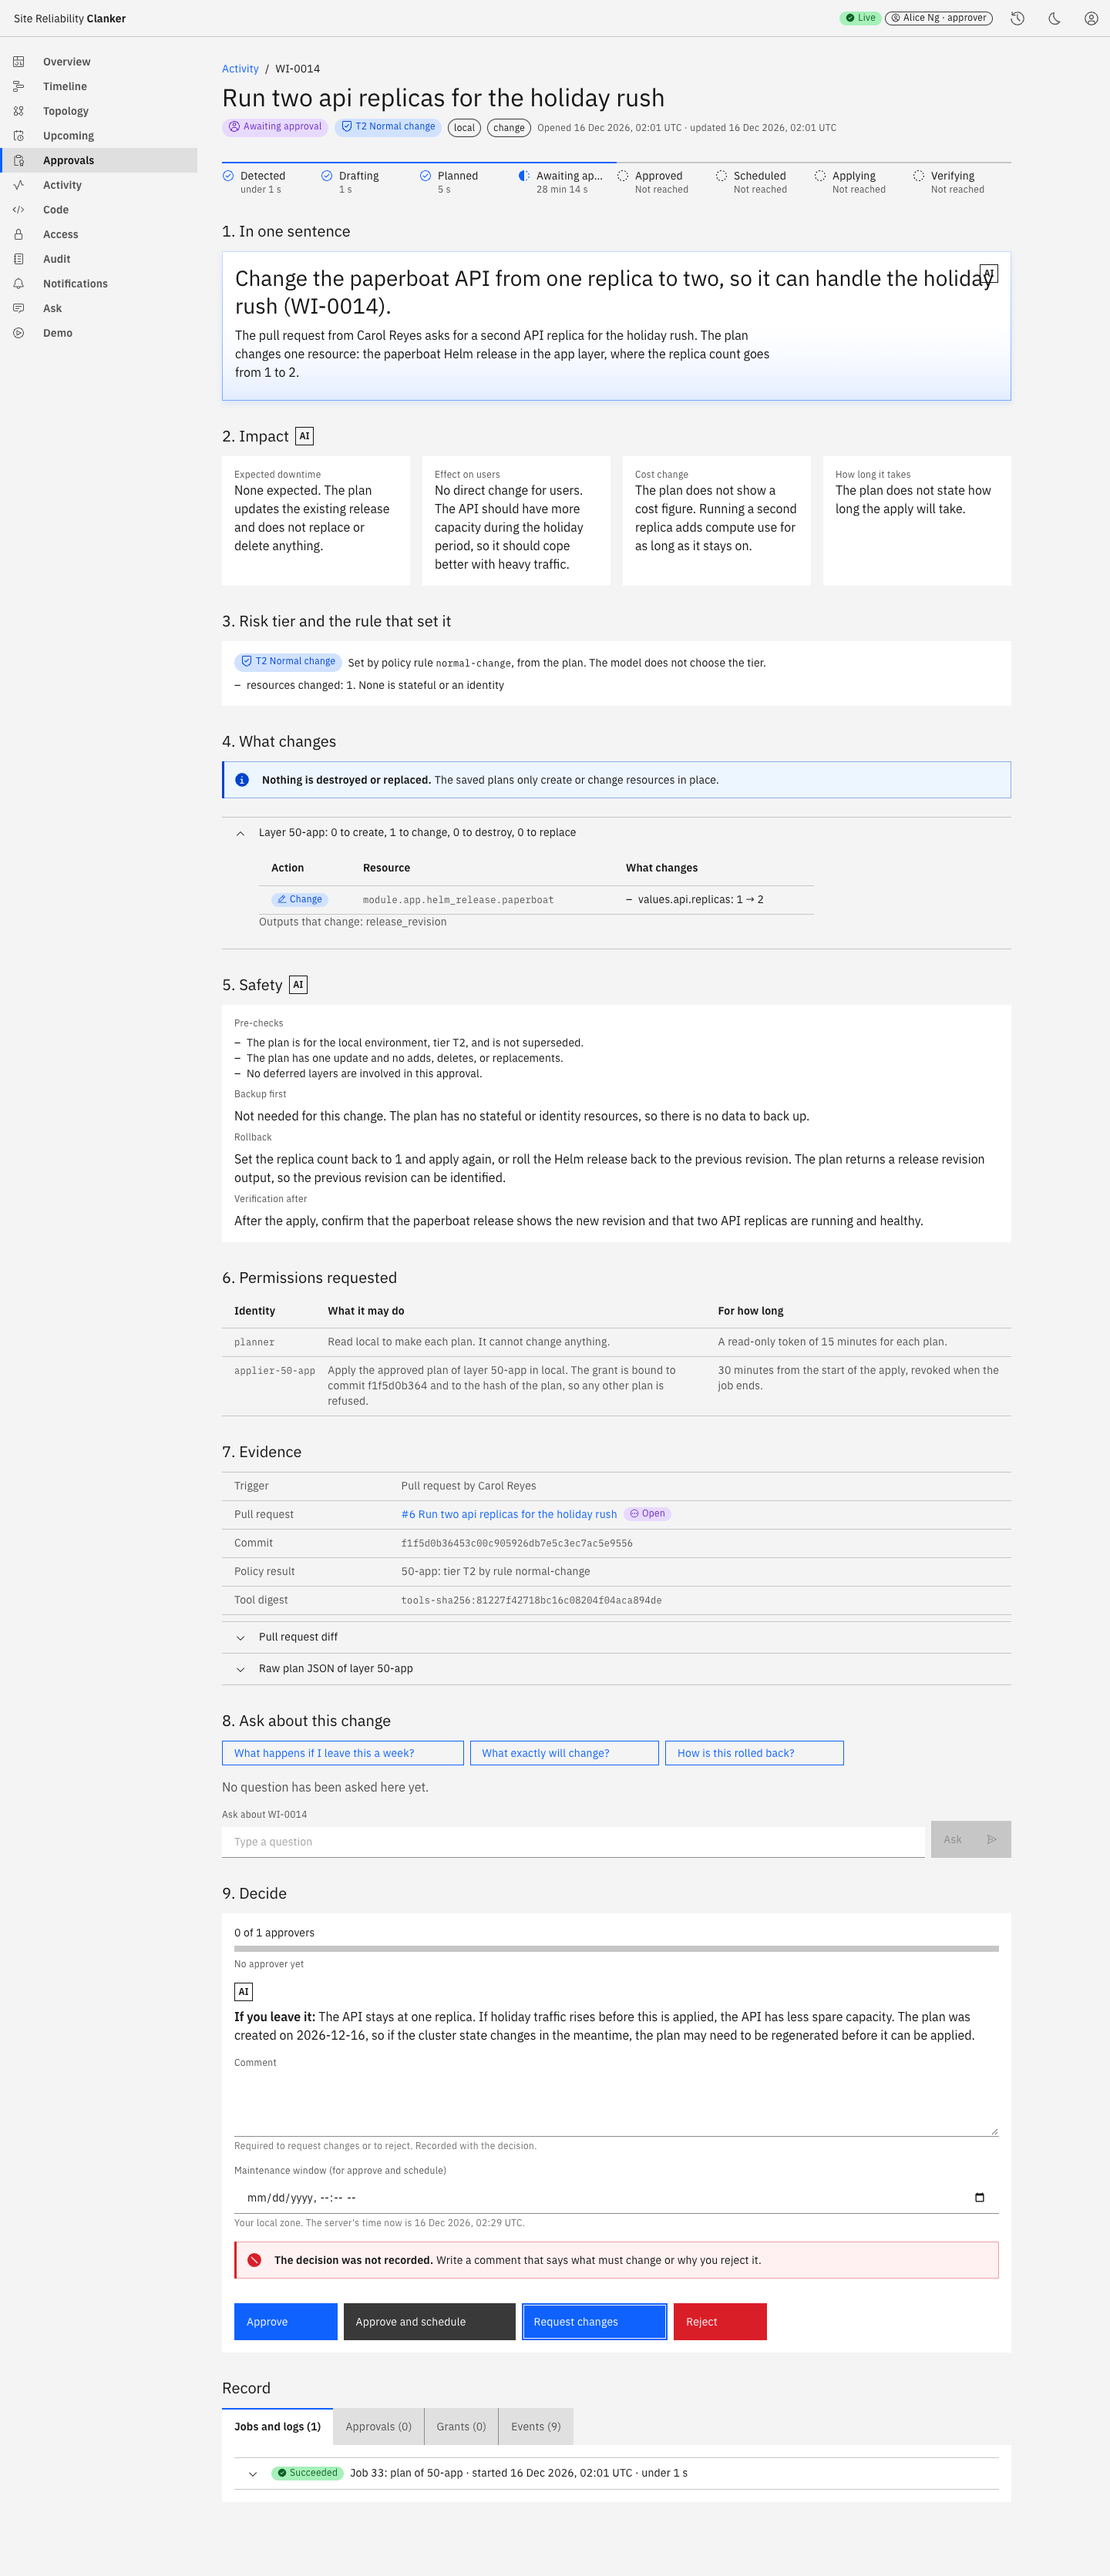 Site Reliability Clanker
Live
Alice Ng · approver
Overview
Timeline
Topology
Upcoming
Approvals
Activity
Code
Access
Audit
Notifications
Ask
Demo
Activity / WI-0014
Run two api replicas for the holiday rush
Awaiting approval T2 Normal change local change Opened 16 Dec 2026, 02:01 UTC · updated 16 Dec 2026, 02:01 UTC
Detected
under 1 s
Drafting
1 s
Planned
5 s
Awaiting ap...
28 min 14 s
Approved
Not reached
Scheduled
Not reached
Applying
Not reached
Verifying
Not reached
1. In one sentence
AI
Change the paperboat API from one replica to two, so it can handle the holiday
rush (WI-0014).
The pull request from Carol Reyes asks for a second API replica for the holiday rush. The plan
changes one resource: the paperboat Helm release in the app layer, where the replica count goes
from 1 to 2.
2. Impact AI
Expected downtime
None expected. The plan
updates the existing release
and does not replace or
delete anything.
Effect on users
No direct change for users.
The API should have more
capacity during the holiday
period, so it should cope
better with heavy traffic.
Cost change
The plan does not show a
cost figure. Running a second
replica adds compute use for
as long as it stays on.
How long it takes
The plan does not state how
long the apply will take.
3. Risk tier and the rule that set it
T2 Normal change Set by policy rule normal-change, from the plan. The model does not choose the tier.
– resources changed: 1. None is stateful or an identity
4. What changes
Nothing is destroyed or replaced. The saved plans only create or change resources in place.
Layer 50-app: 0 to create, 1 to change, 0 to destroy, 0 to replace
Action Resource What changes
Change module.app.helm_release.paperboat – values.api.replicas: 1 → 2
Outputs that change: release_revision
5. Safety AI
Pre-checks
– The plan is for the local environment, tier T2, and is not superseded.
– The plan has one update and no adds, deletes, or replacements.
– No deferred layers are involved in this approval.
Backup first
Not needed for this change. The plan has no stateful or identity resources, so there is no data to back up.
Rollback
Set the replica count back to 1 and apply again, or roll the Helm release back to the previous revision. The plan returns a release revision
output, so the previous revision can be identified.
Verification after
After the apply, confirm that the paperboat release shows the new revision and that two API replicas are running and healthy.
6. Permissions requested
Identity What it may do For how long
planner Read local to make each plan. It cannot change anything. A read-only token of 15 minutes for each plan.
applier-50-app Apply the approved plan of layer 50-app in local. The grant is bound to
commit f1f5d0b364 and to the hash of the plan, so any other plan is
refused.
30 minutes from the start of the apply, revoked when the
job ends.
7. Evidence
Trigger Pull request by Carol Reyes
Pull request #6 Run two api replicas for the holiday rush Open
Commit f1f5d0b36453c00c905926db7e5c3ec7ac5e9556
Policy result 50-app: tier T2 by rule normal-change
Tool digest tools-sha256:81227f42718bc16c08204f04aca894de
Pull request diff
Raw plan JSON of layer 50-app
8. Ask about this change
What happens if I leave this a week? What exactly will change? How is this rolled back?
No question has been asked here yet.
Ask about WI-0014
Type a question
Ask
9. Decide
0 of 1 approvers
No approver yet
AI
If you leave it: The API stays at one replica. If holiday traffic rises before this is applied, the API has less spare capacity. The plan was
created on 2026-12-16, so if the cluster state changes in the meantime, the plan may need to be regenerated before it can be applied.
Comment
Required to request changes or to reject. Recorded with the decision.
Maintenance window (for approve and schedule)
mm/dd/yyyy, --:-- --
Your local zone. The server's time now is 16 Dec 2026, 02:29 UTC.
The decision was not recorded. Write a comment that says what must change or why you reject it.
Approve Approve and schedule Request changes Reject
Record
Jobs and logs (1) Approvals (0) Grants (0) Events (9)
Succeeded Job 33: plan of 50-app · started 16 Dec 2026, 02:01 UTC · under 1 s